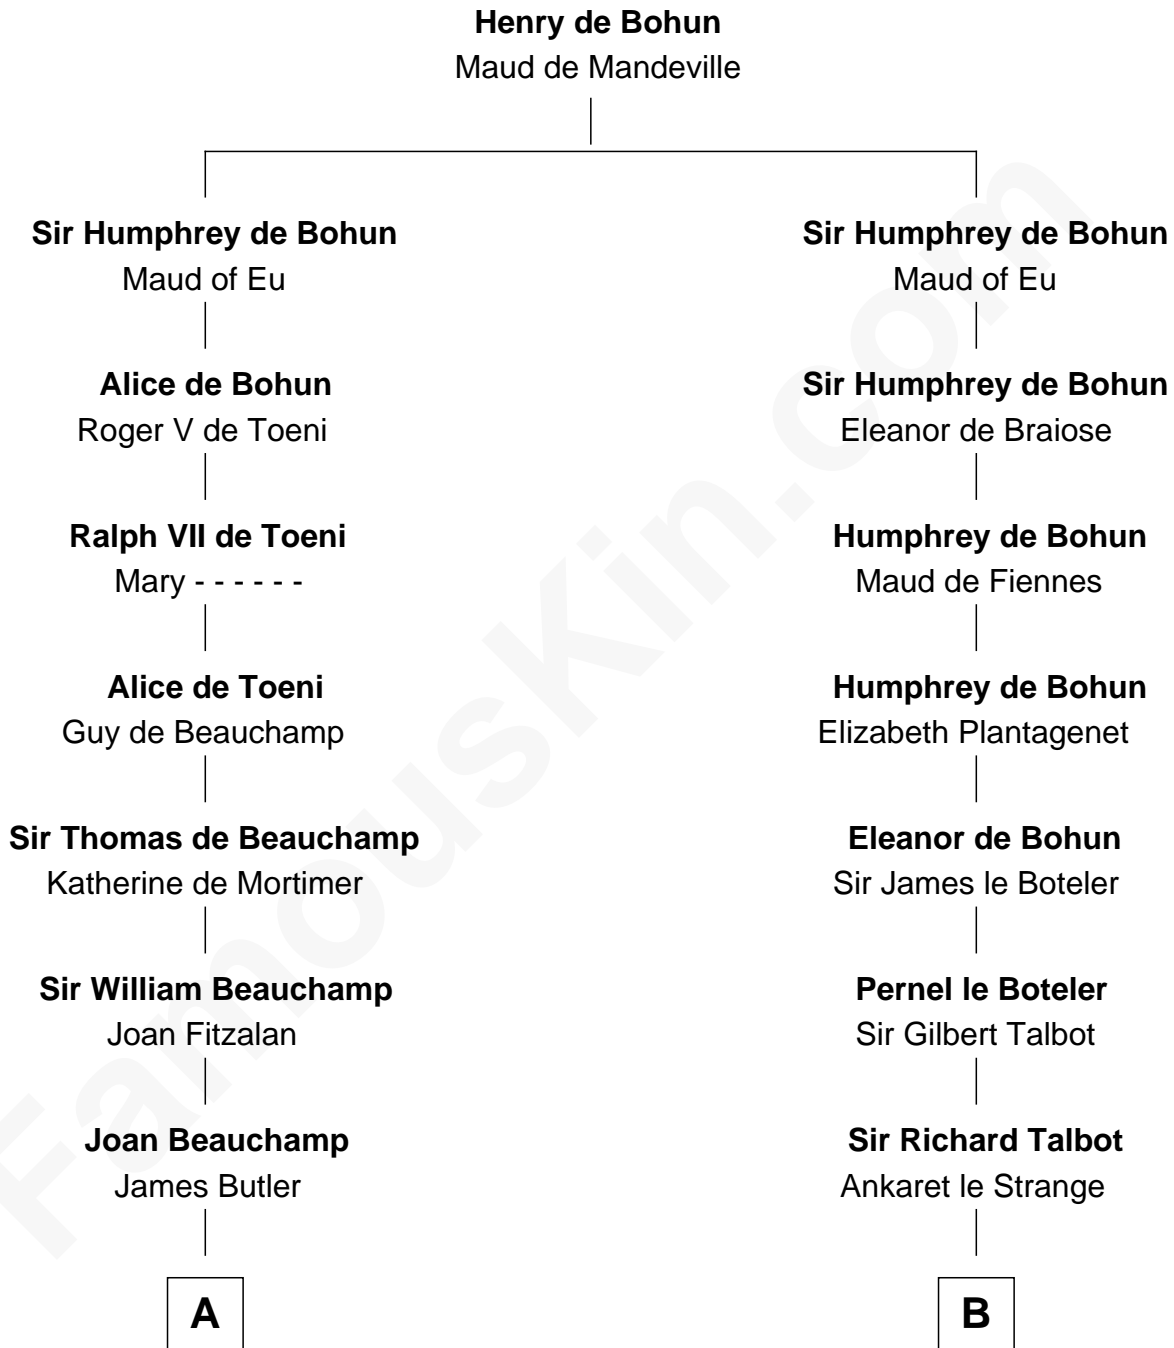 Henry de Bohun
Maud de Mandeville
Sir Humphrey de Bohun
Maud of Eu
Sir Humphrey de Bohun
Maud of Eu
Alice de Bohun
Roger V de Toeni
Sir Humphrey de Bohun
Eleanor de Braiose
Ralph VII de Toeni
Mary - - - - - -
Humphrey de Bohun
Maud de Fiennes
Alice de Toeni
Guy de Beauchamp
Humphrey de Bohun
Elizabeth Plantagenet
Sir Thomas de Beauchamp
Katherine de Mortimer
Eleanor de Bohun
Sir James le Boteler
Sir William Beauchamp
Joan Fitzalan
Pernel le Boteler
Sir Gilbert Talbot
Joan Beauchamp
James Butler
Sir Richard Talbot
Ankaret le Strange
A
B
FamousKin.com